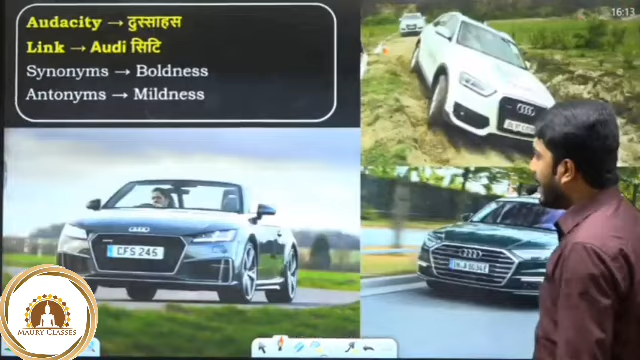 Audacity → दुस्साहस
Link → Audi सिटि
Synonyms → Boldness
Antonyms → Mildness
16:13
CFS 245
MAURY CLASSES